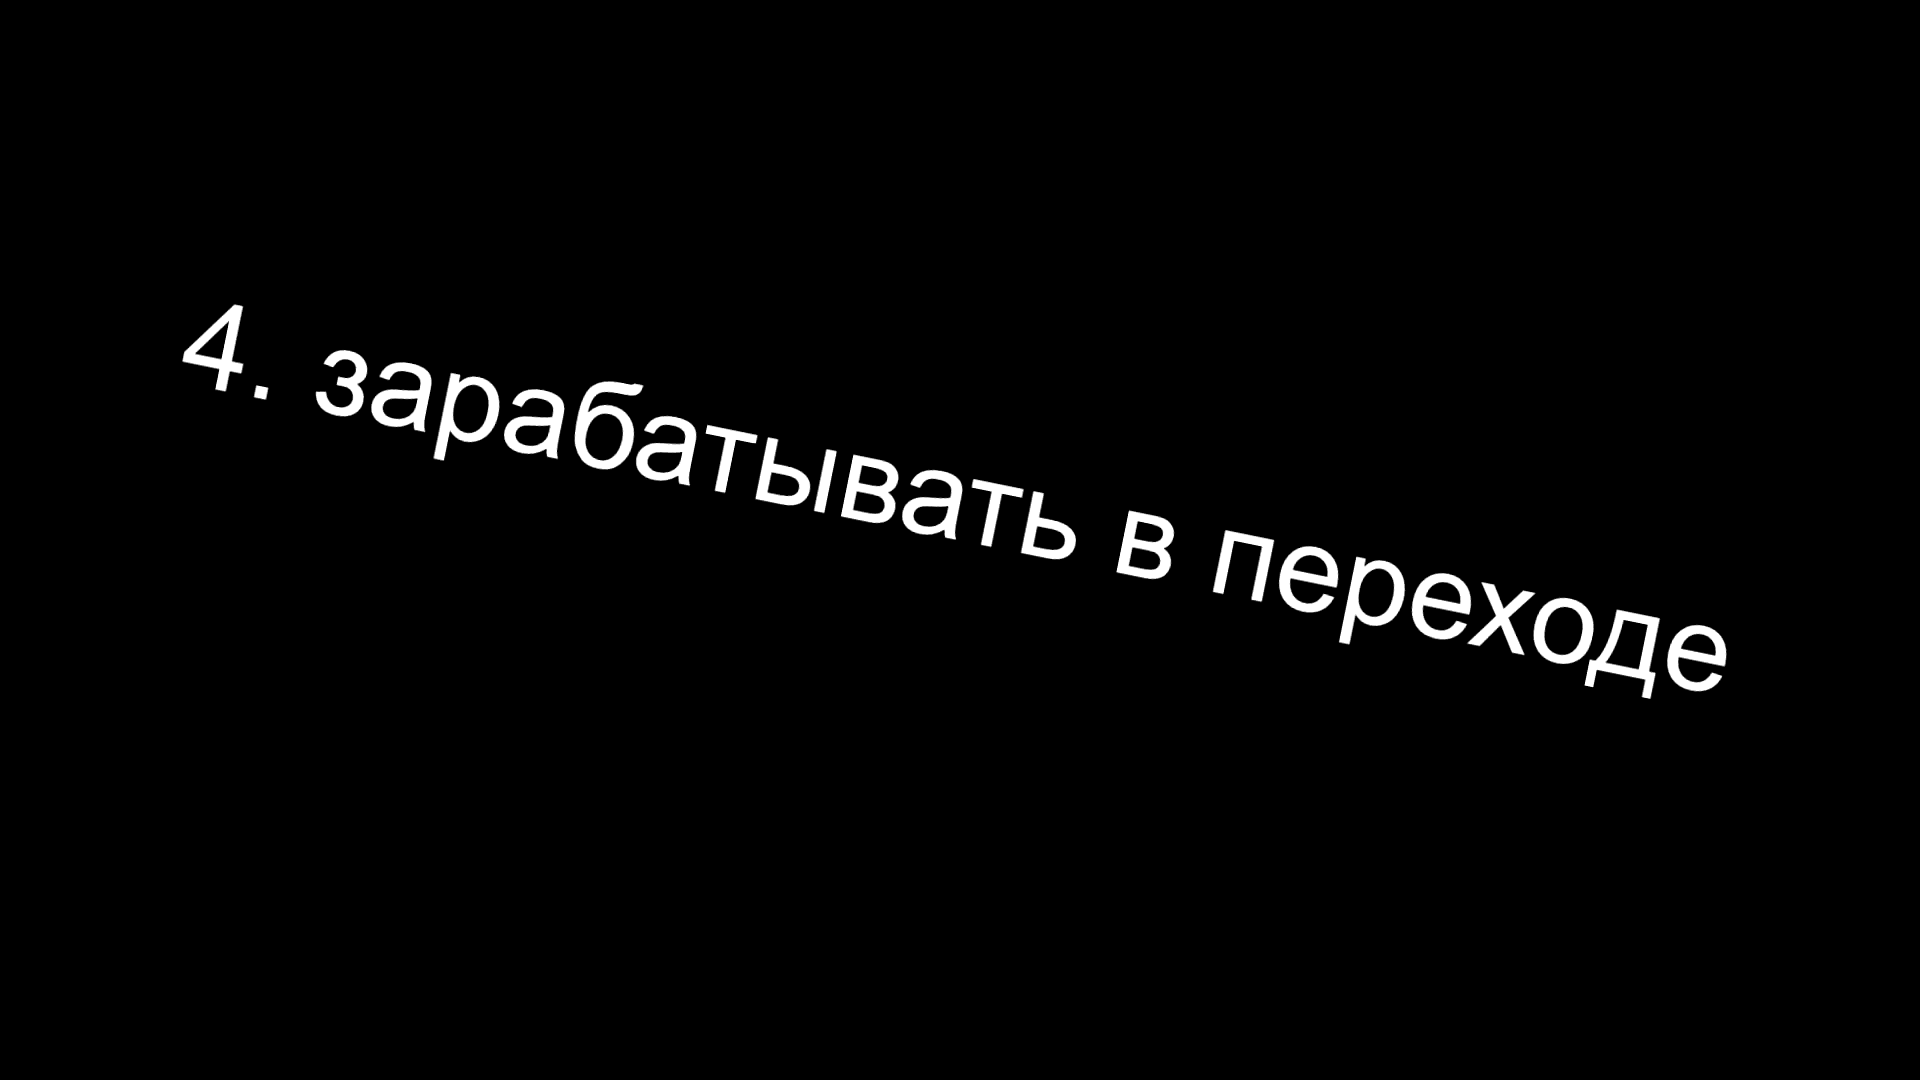 4. зарабатывать в переходе